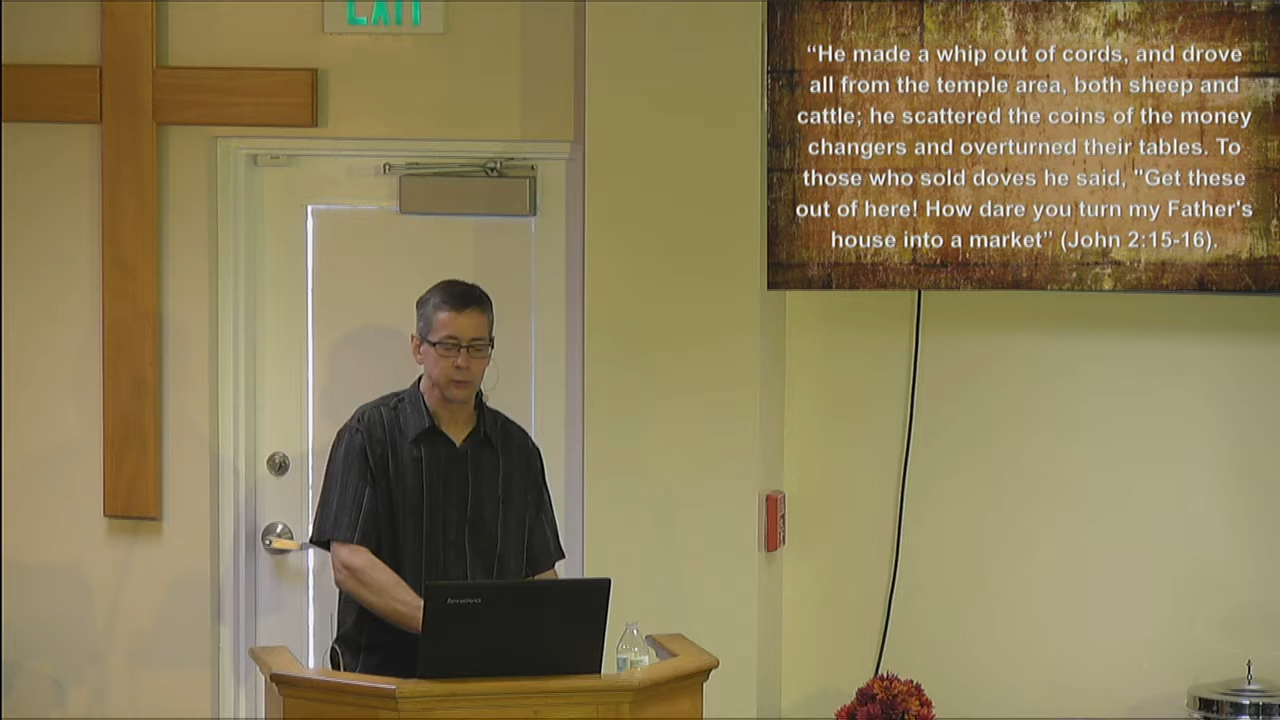 EXIT
“He made a whip out of cords, and drove
all from the temple area, both sheep and
cattle; he scattered the coins of the money
changers and overturned their tables. To
those who sold doves he said, "Get these
out of here! How dare you turn my Father's
house into a market” (John 2:15-16).
lenovo